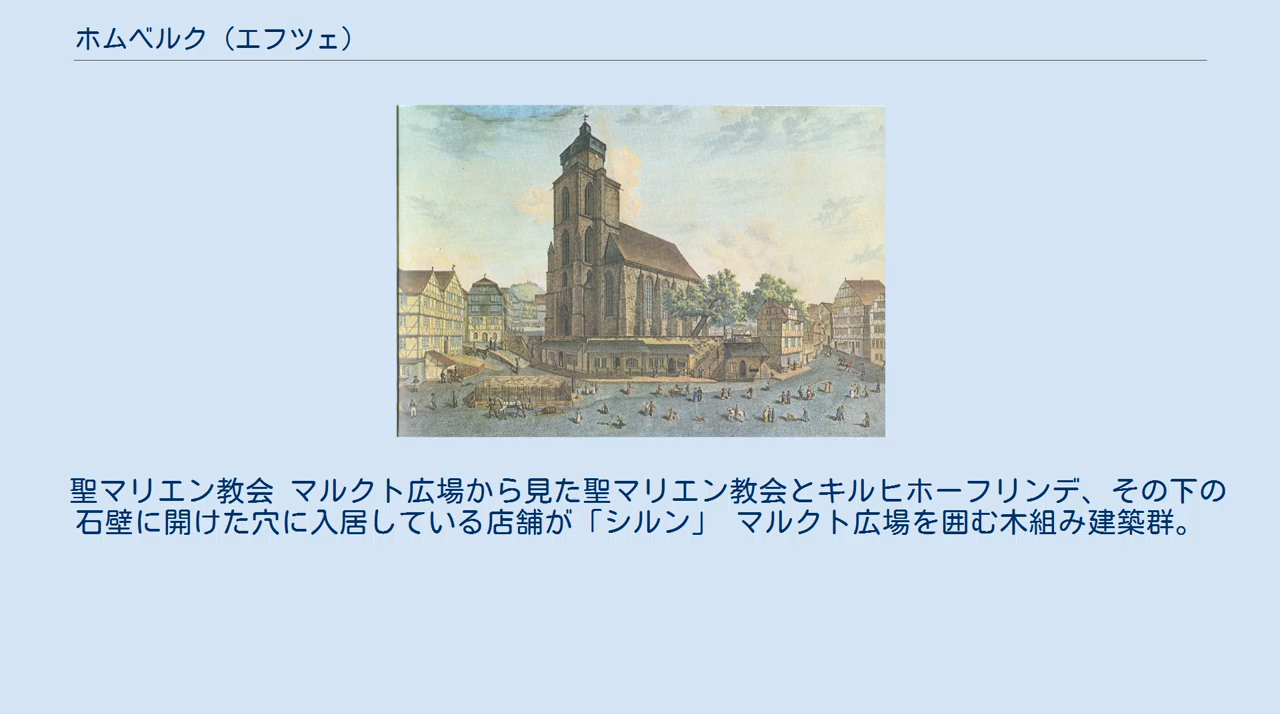 ホムベルク（エフツェ）
聖マリエン教会 マルクト広場から見た聖マリエン教会とキルヒホーフリンデ、その下の
石壁に開けた穴に入居している店舗が「シルン」 マルクト広場を囲む木組み建築群。